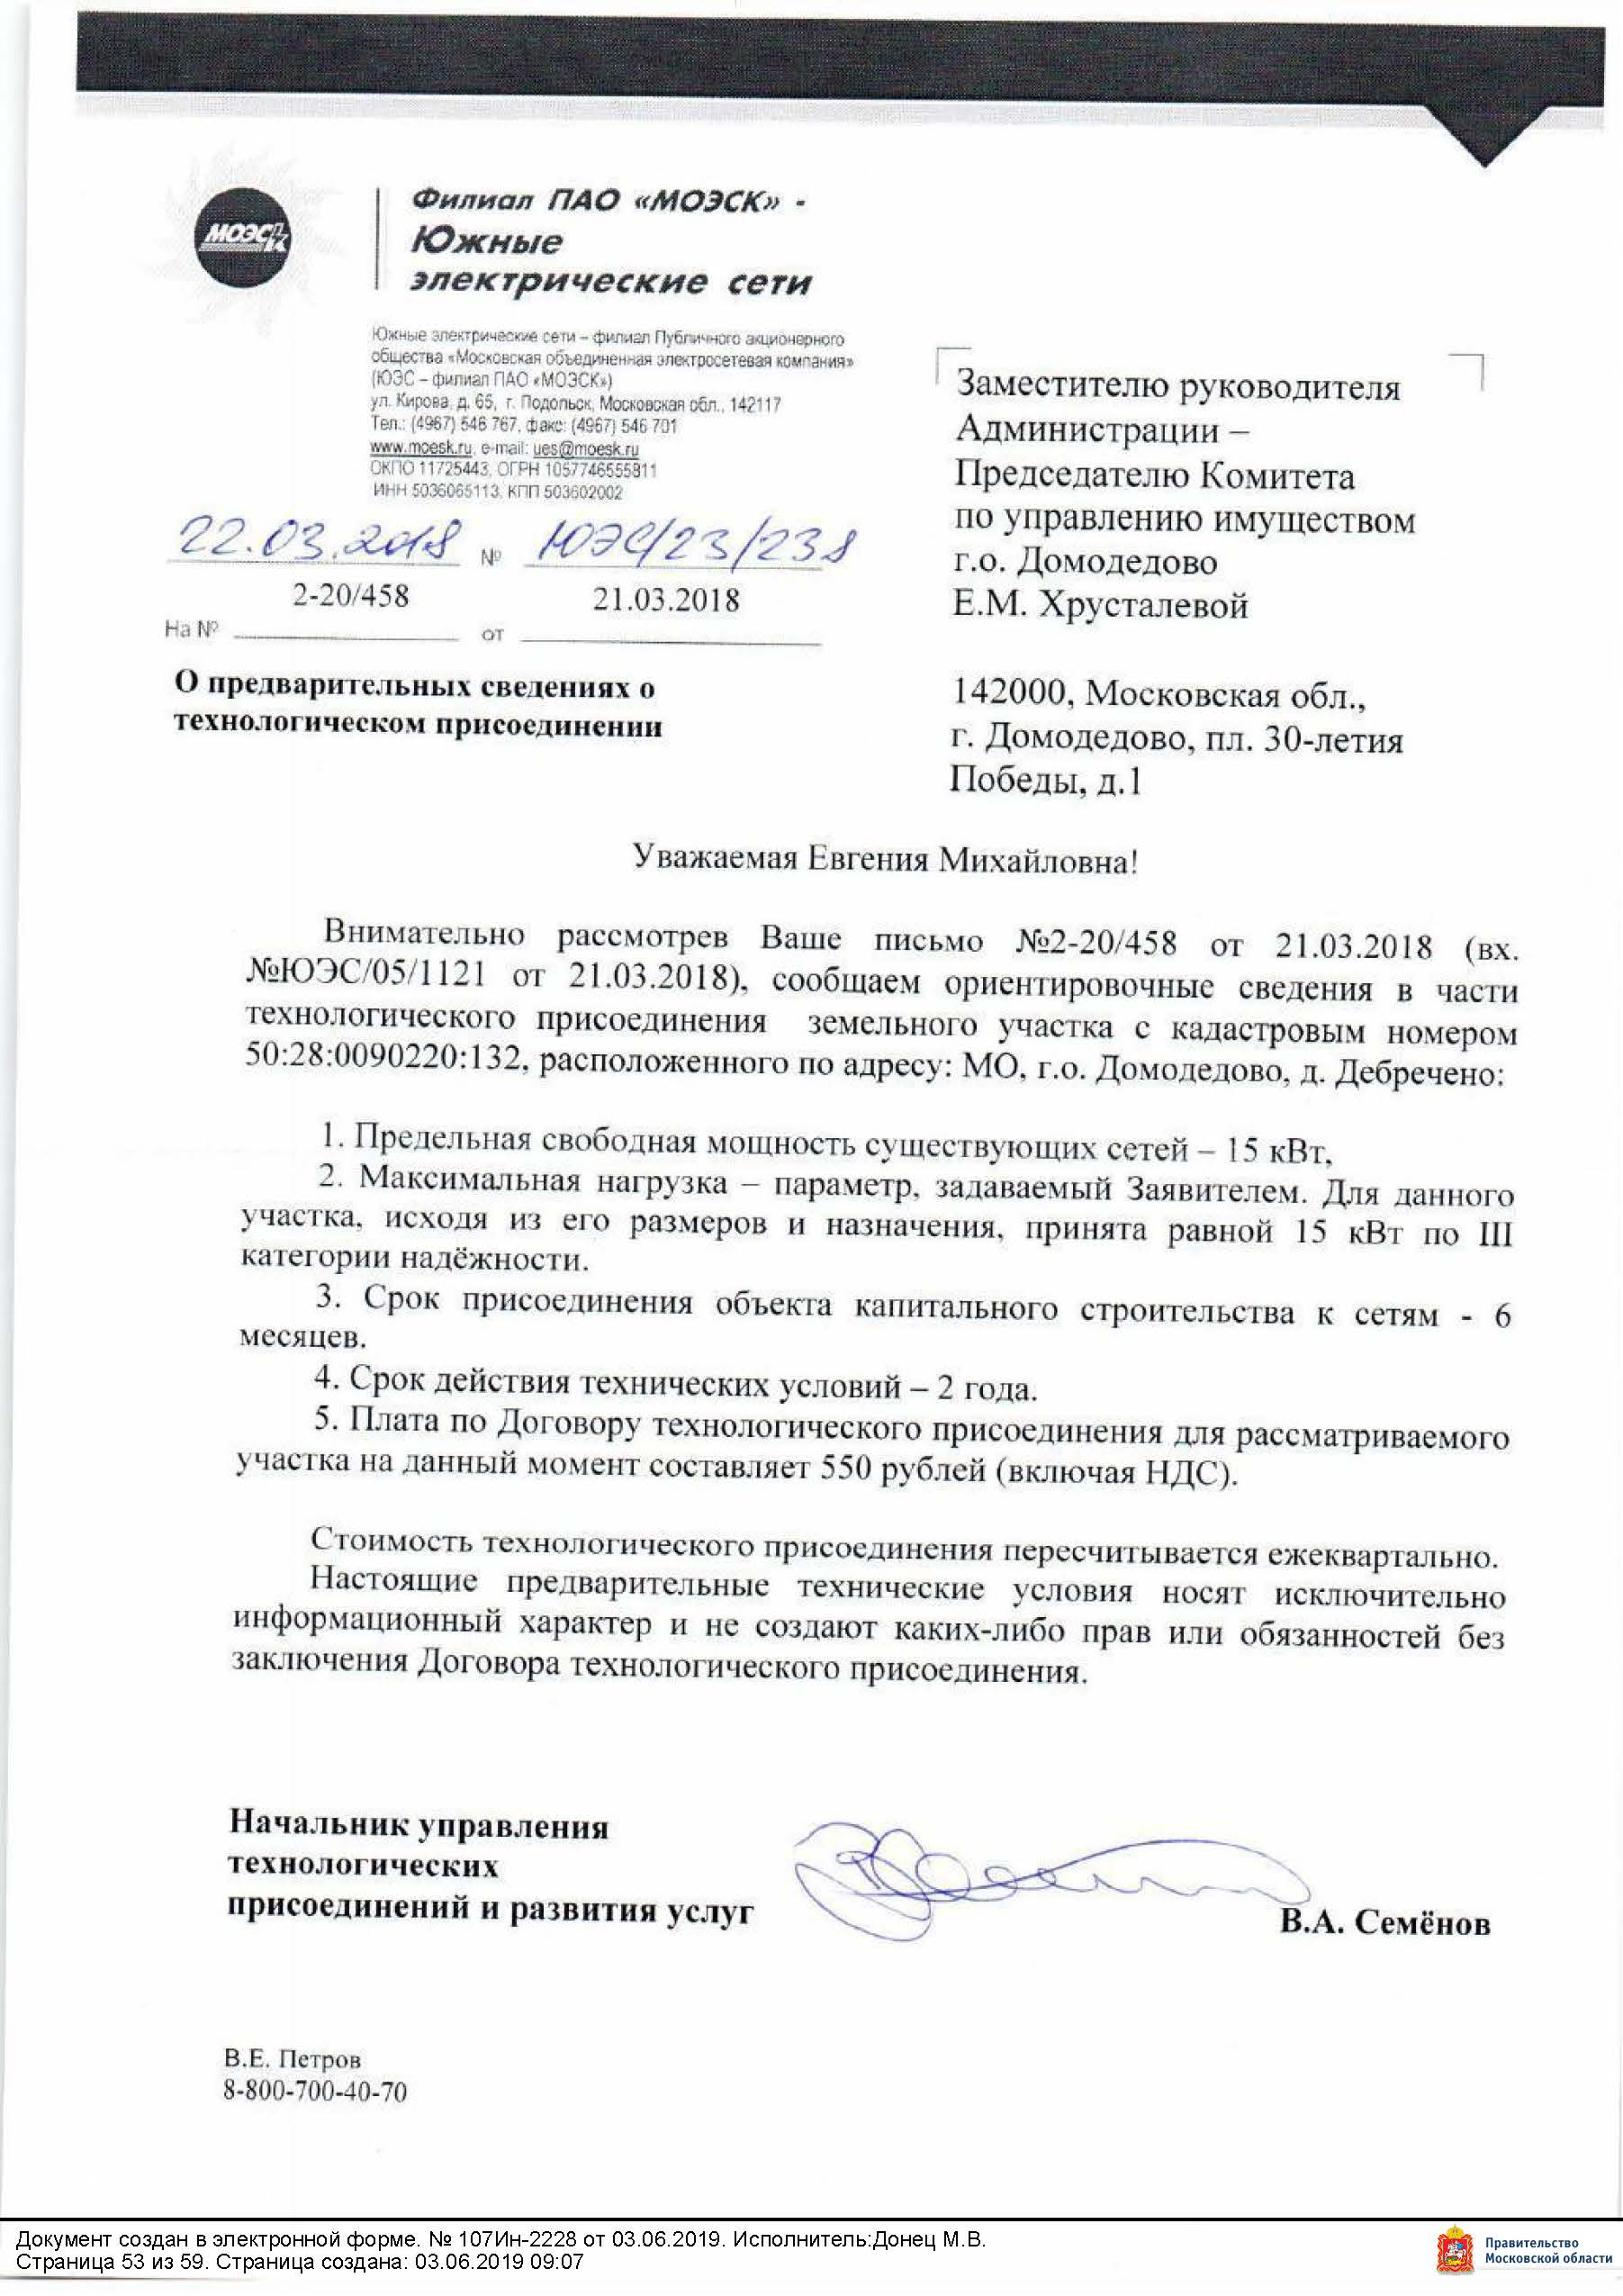 МОЭСК
Филиал ПАО «МОЭСК» -
Южные
электрические сети
Южные электрические сети – филиал Публичного акционерного
общества «Московская объединенная электросетевая компания»
(ЮЭС – филиал ПАО «МОЭСК»)
ул. Кирова, д. 65, г. Подольск, Московская обл., 142117
Тел.: (4967) 546 767, факс: (4967) 546 701
www.moesk.ru, e-mail: ues@moesk.ru
ОКПО 11725443, ОГРН 1057746555811
ИНН 5036065113, КПП 503602002
22.03.2018 № ЮЭС/23/238
2-20/458 21.03.2018
На № от
О предварительных сведениях о
технологическом присоединении
Заместителю руководителя
Администрации –
Председателю Комитета
по управлению имуществом
г.о. Домодедово
Е.М. Хрусталевой
142000, Московская обл.,
г. Домодедово, пл. 30-летия
Победы, д.1
Уважаемая Евгения Михайловна!
Внимательно рассмотрев Ваше письмо №2-20/458 от 21.03.2018 (вх.
№ЮЭС/05/1121 от 21.03.2018), сообщаем ориентировочные сведения в части
технологического присоединения земельного участка с кадастровым номером
50:28:0090220:132, расположенного по адресу: МО, г.о. Домодедово, д. Дебречено:
1. Предельная свободная мощность существующих сетей – 15 кВт,
2. Максимальная нагрузка – параметр, задаваемый Заявителем. Для данного
участка, исходя из его размеров и назначения, принята равной 15 кВт по III
категории надёжности.
3. Срок присоединения объекта капитального строительства к сетям - 6
месяцев.
4. Срок действия технических условий – 2 года.
5. Плата по Договору технологического присоединения для рассматриваемого
участка на данный момент составляет 550 рублей (включая НДС).
Стоимость технологического присоединения пересчитывается ежеквартально.
Настоящие предварительные технические условия носят исключительно
информационный характер и не создают каких-либо прав или обязанностей без
заключения Договора технологического присоединения.
Начальник управления
технологических
присоединений и развития услуг
В.А. Семёнов
В.Е. Петров
8-800-700-40-70
Документ создан в электронной форме. № 107Ин-2228 от 03.06.2019. Исполнитель:Донец М.В.
Страница 53 из 59. Страница создана: 03.06.2019 09:07
Правительство
Московской области